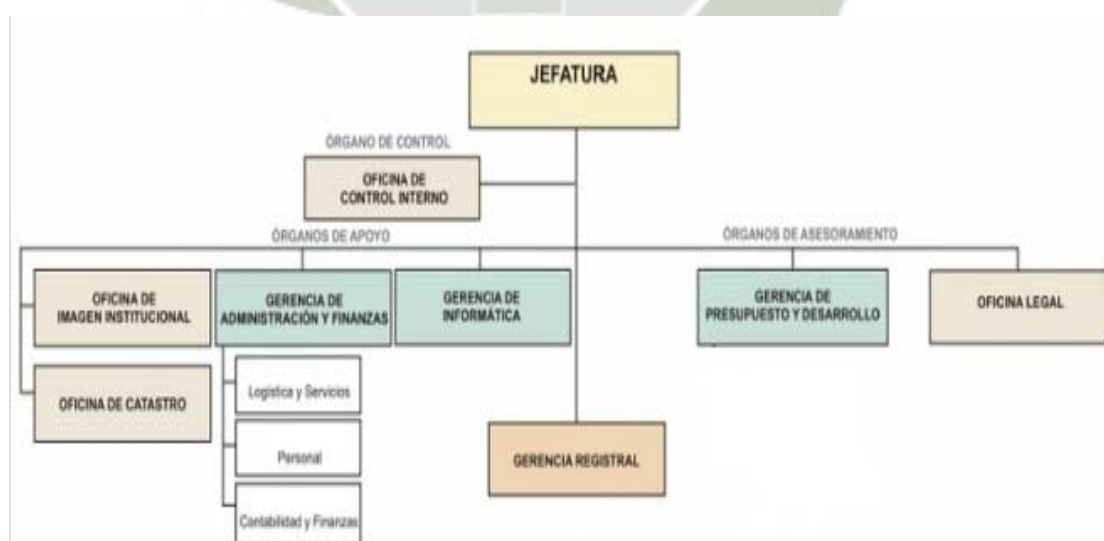 JEFATURA
ÓRGANO DE CONTROL
OFICINA DE
CONTROL INTERNO
ÓRGANOS DE APOYO
ÓRGANOS DE ASESORAMIENTO
OFICINA DE
IMAGEN INSTITUCIONAL
GERENCIA DE
ADMINISTRACIÓN Y FINANZAS
GERENCIA DE
INFORMÁTICA
GERENCIA DE
PRESUPUESTO Y DESARROLLO
OFICINA LEGAL
OFICINA DE CATASTRO
Logística y Servicios
Personal
Contabilidad y Finanzas
GERENCIA REGISTRAL